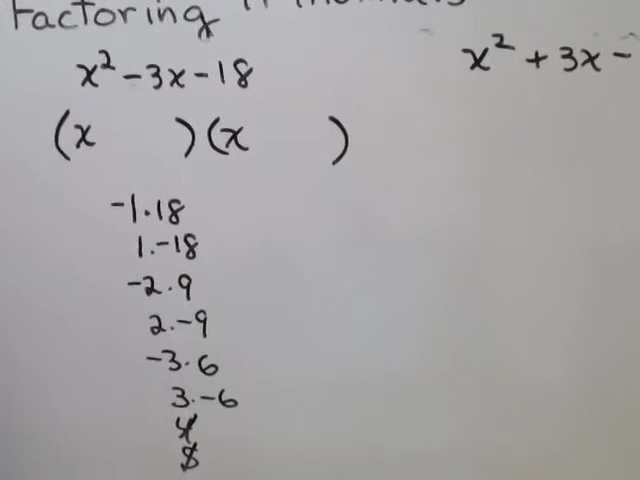 Factoring
x² - 3x - 18
(x )(x )
-1·18
1·-18
-2·9
2·-9
-3·6
3·-6
4
5
x² + 3x -